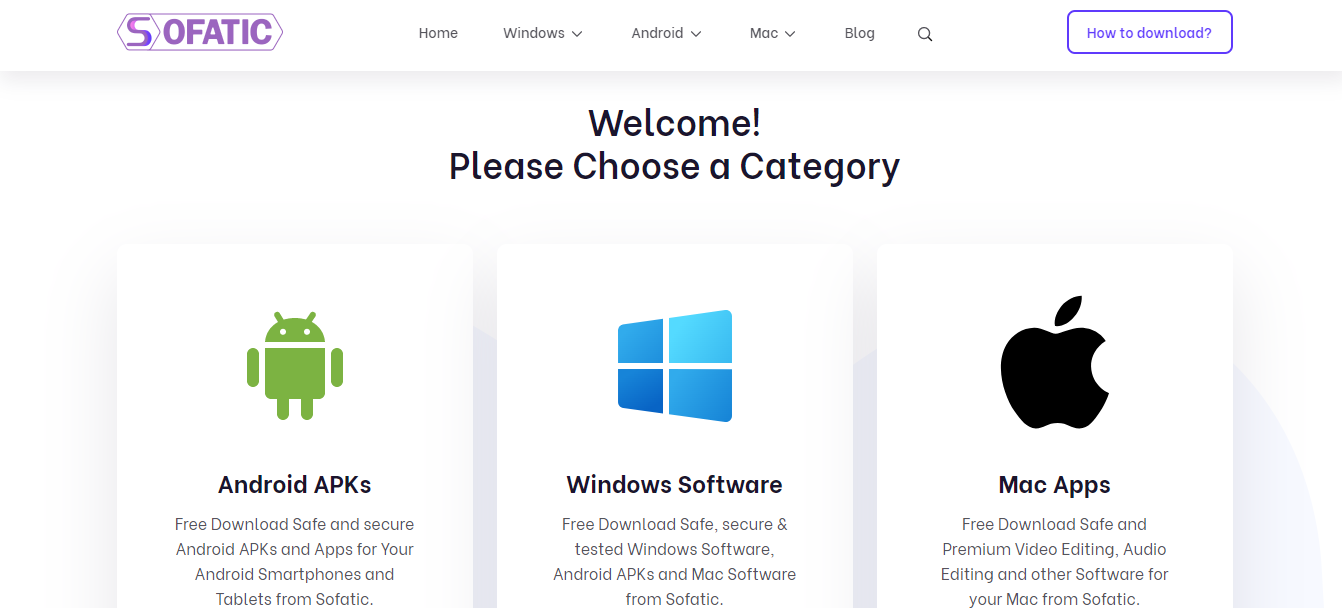 SOFATIC
Home
Windows
Android
Mac
Blog
How to download?
Welcome!
Please Choose a Category
Android APKs
Free Download Safe and secure
Android APKs and Apps for Your
Android Smartphones and
Tablets from Sofatic.
Windows Software
Free Download Safe, secure &
tested Windows Software,
Android APKs and Mac Software
from Sofatic.
Mac Apps
Free Download Safe and
Premium Video Editing, Audio
Editing and other Software for
your Mac from Sofatic.